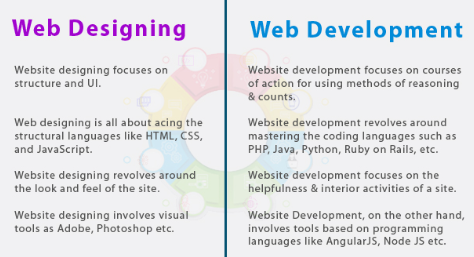 Web Designing
Website designing focuses on
structure and UI.
Web designing is all about acing the
structural languages like HTML, CSS,
and JavaScript.
Website designing revolves around
the look and feel of the site.
Website designing involves visual
tools as Adobe, Photoshop etc.
Web Development
Website development focuses on courses
of action for using methods of reasoning
& counts.
Website development revolves around
mastering the coding languages such as
PHP, Java, Python, Ruby on Rails, etc.
Website development focuses on the
helpfulness & interior activities of a site.
Website Development, on the other hand,
involves tools based on programming
languages like AngularJS, Node JS etc.